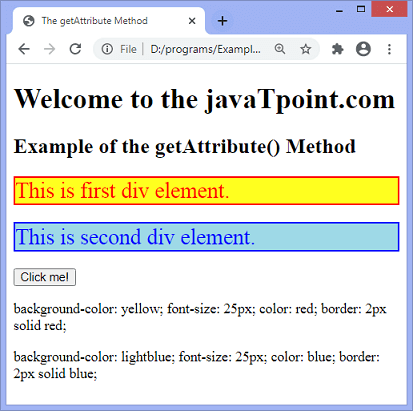 The getAttribute Method
File | D:/programs/Exampl...
Welcome to the javaTpoint.com
Example of the getAttribute() Method
This is first div element.
This is second div element.
Click me!
background-color: yellow; font-size: 25px; color: red; border: 2px
solid red;
background-color: lightblue; font-size: 25px; color: blue; border:
2px solid blue;